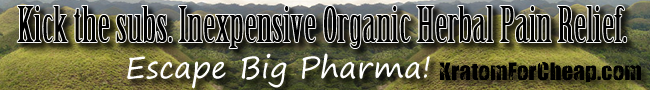 Kick the subs. Inexpensive Organic Herbal Pain Relief.
Escape Big Pharma! KratomForCheap.com